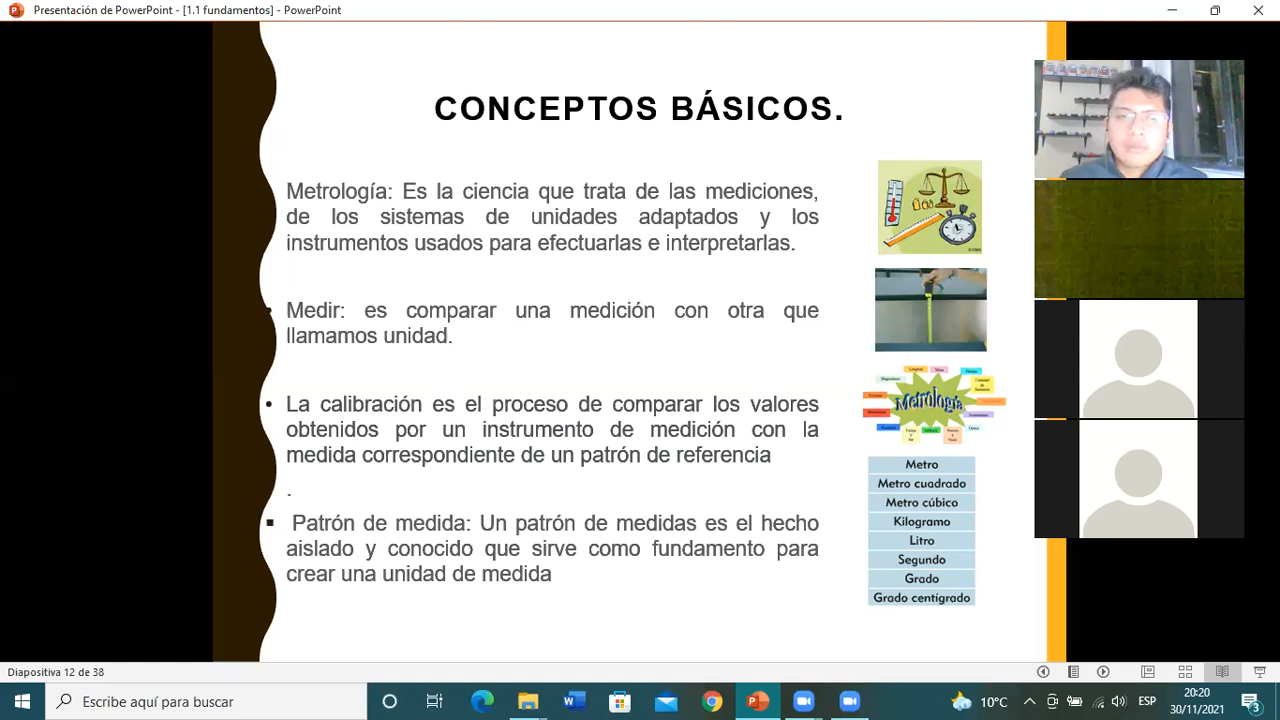 Presentación de PowerPoint - [1.1 fundamentos] - PowerPoint
CONCEPTOS BÁSICOS.
Metrología: Es la ciencia que trata de las mediciones,
de los sistemas de unidades adaptados y los
instrumentos usados para efectuarlas e interpretarlas.
• Medir: es comparar una medición con otra que
llamamos unidad.
• La calibración es el proceso de comparar los valores
obtenidos por un instrumento de medición con la
medida correspondiente de un patrón de referencia
.
▪ Patrón de medida: Un patrón de medidas es el hecho
aislado y conocido que sirve como fundamento para
crear una unidad de medida
Metrología
Metro
Metro cuadrado
Metro cúbico
Kilogramo
Litro
Segundo
Grado
Grado centígrado
Diapositiva 12 de 38
Escribe aquí para buscar
10°C
ESP
20:20
30/11/2021
3